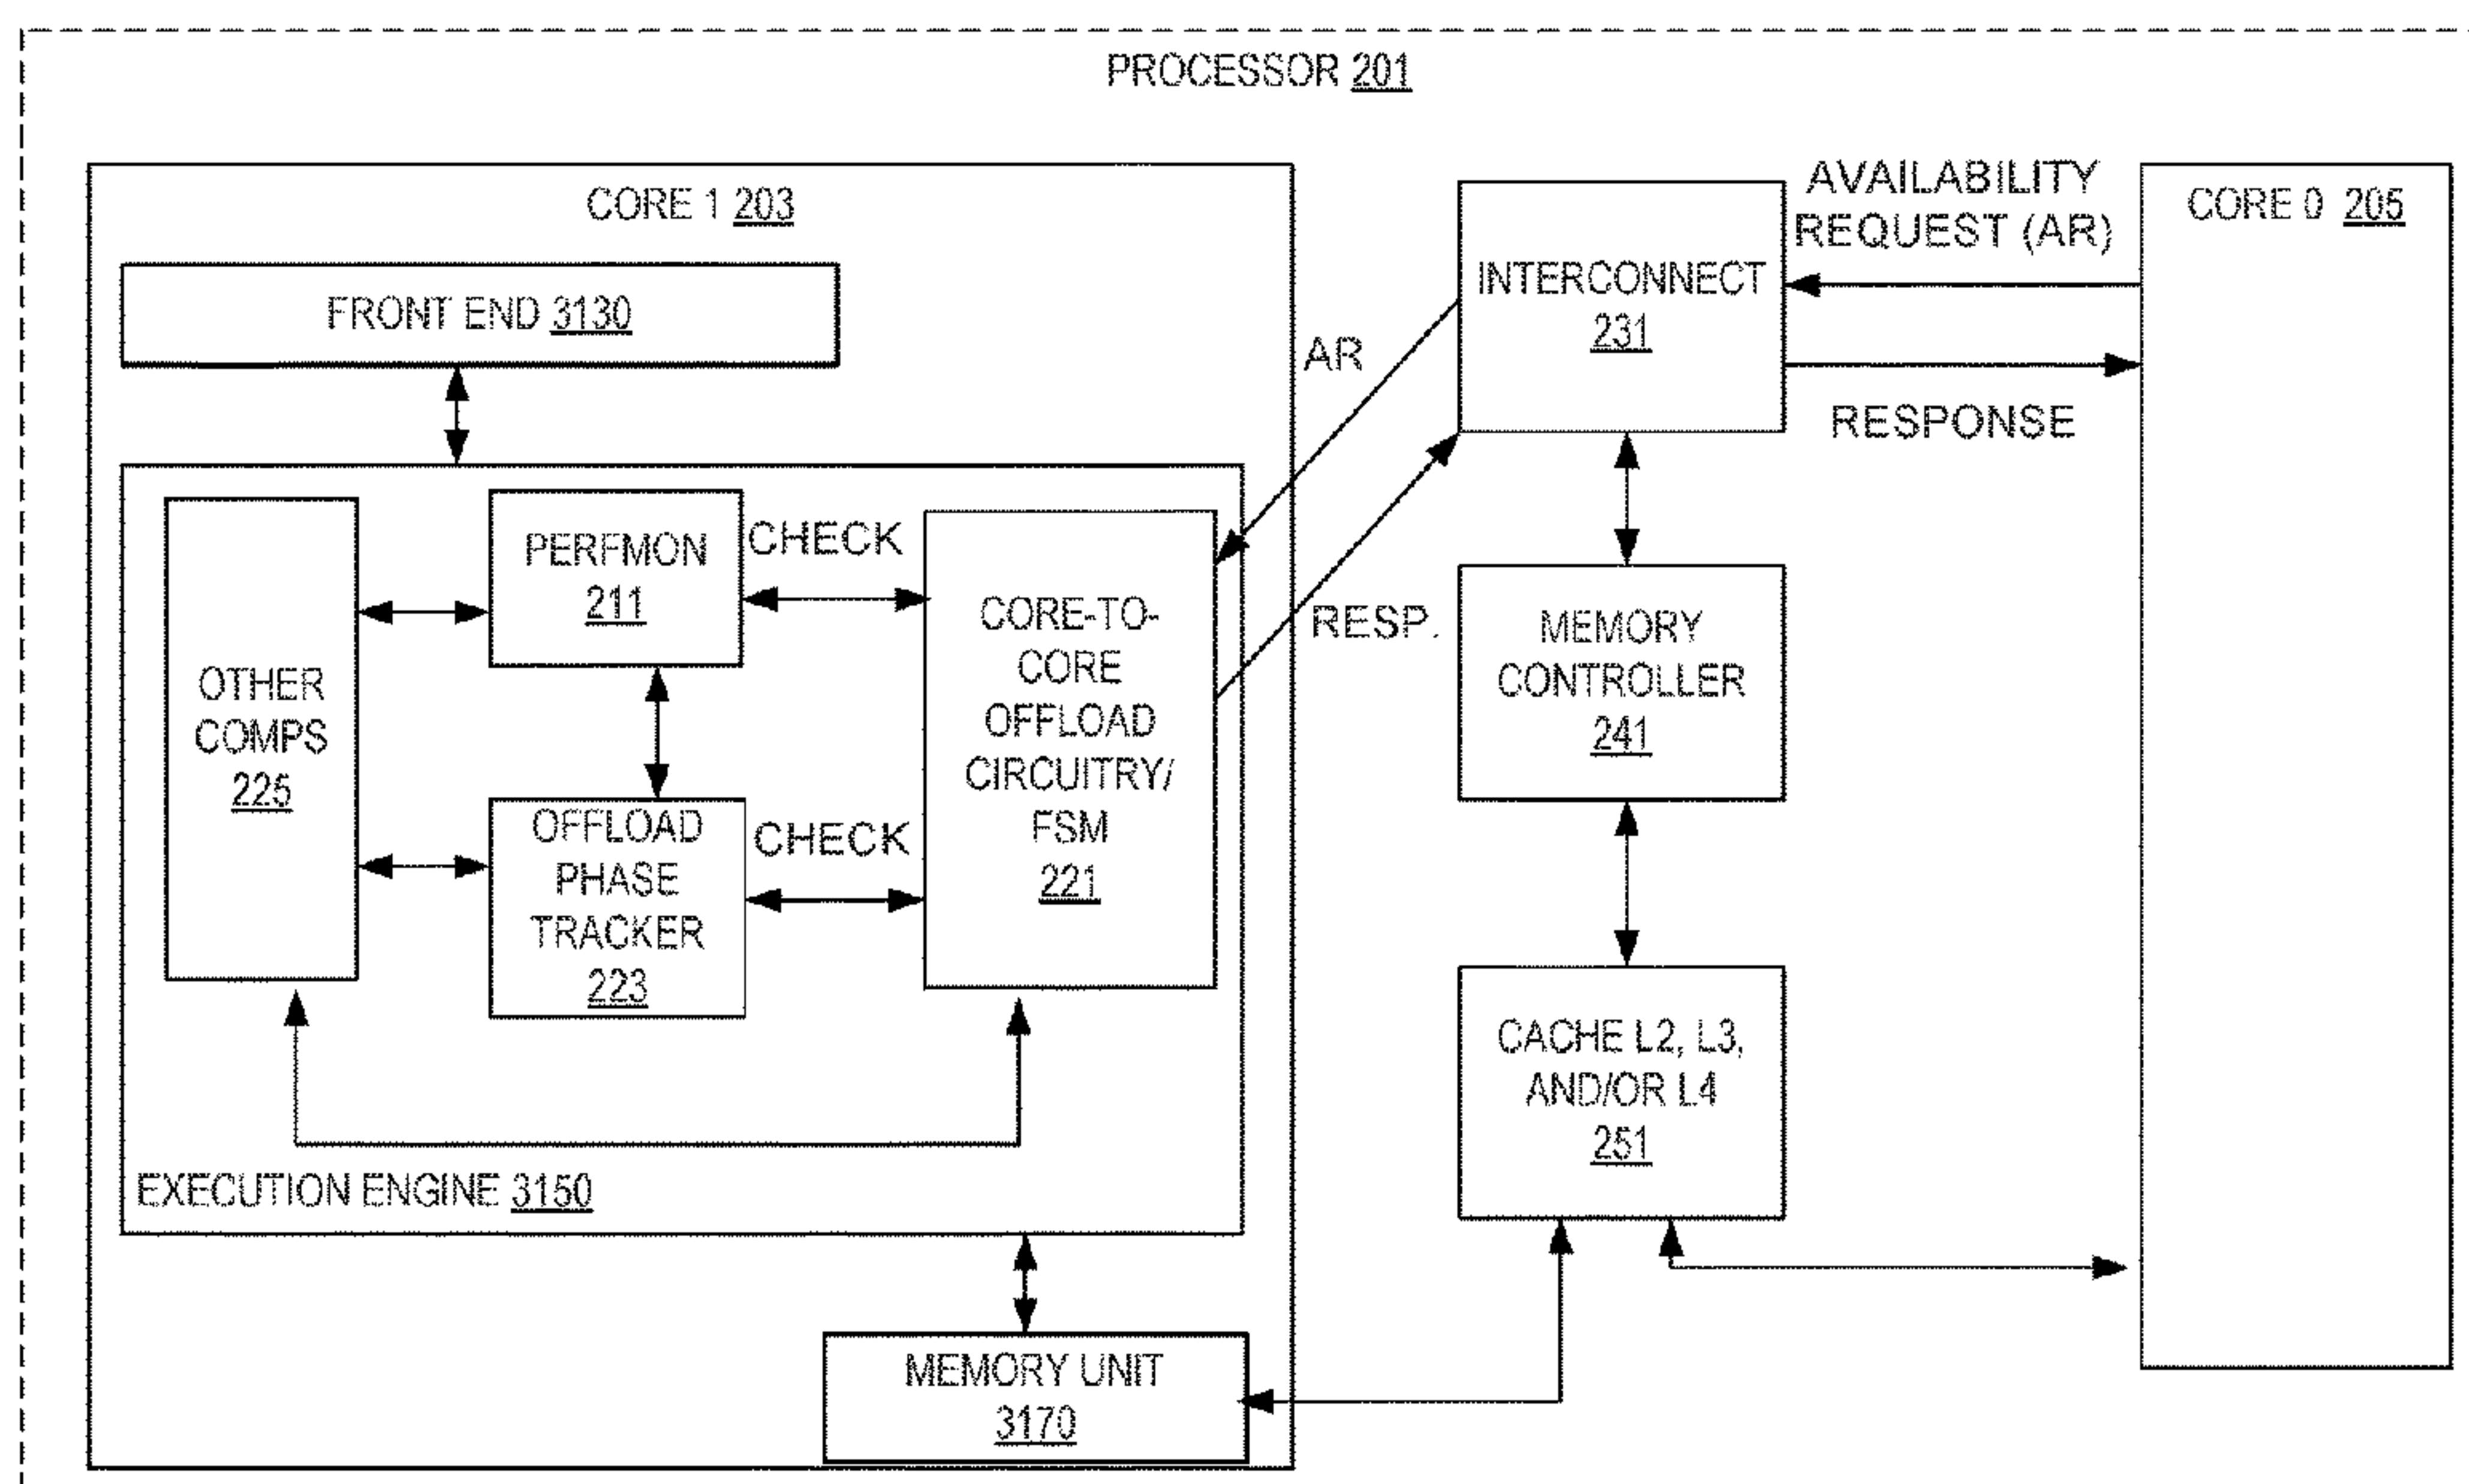 PROCESSOR 201
CORE 1 203
FRONT END 3130
OTHER
COMPS
225
PERFMON
211
CHECK
OFFLOAD
PHASE
TRACKER
223
CHECK
CORE-TO-
CORE
OFFLOAD
CIRCUITRY/
FSM
221
EXECUTION ENGINE 3150
MEMORY UNIT
3170
AR
RESP.
INTERCONNECT
231
AVAILABILITY
REQUEST (AR)
RESPONSE
MEMORY
CONTROLLER
241
CACHE L2, L3,
AND/OR L4
251
CORE 0 205